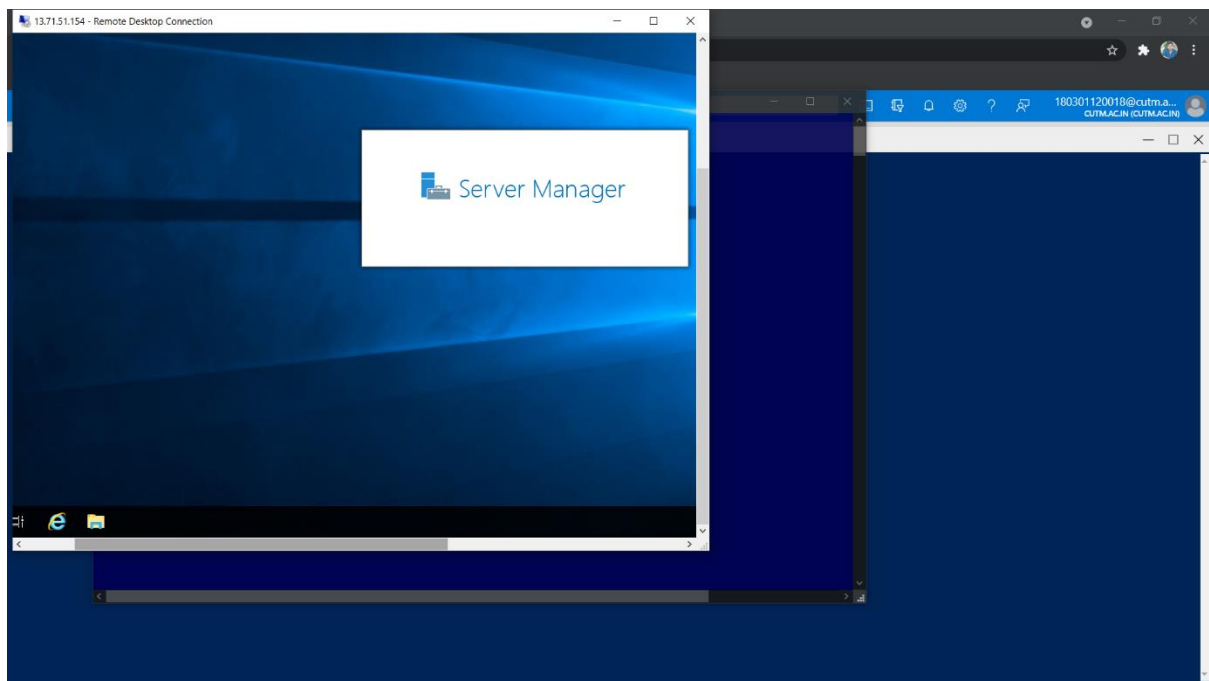 13.71.51.154 - Remote Desktop Connection
180301120018@cutm.a...
CUTM.AC.IN (CUTM.AC.IN)
Server Manager